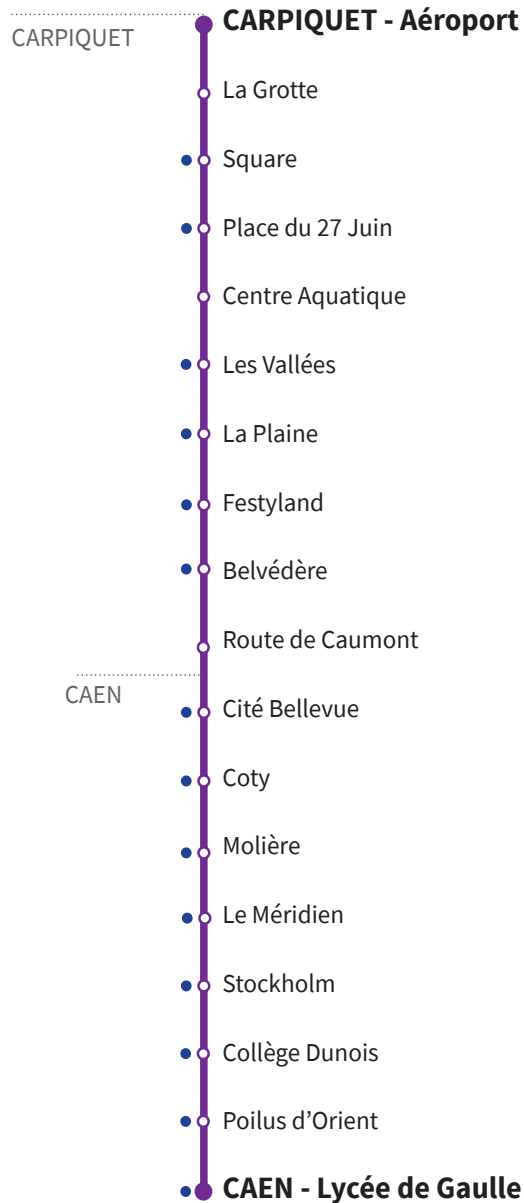 CARPIQUET - Aéroport
CARPIQUET
La Grotte
Square
Place du 27 Juin
Centre Aquatique
Les Vallées
La Plaine
Festyland
Belvédère
Route de Caumont
CAEN
Cité Bellevue
Coty
Molière
Le Méridien
Stockholm
Collège Dunois
Poilus d’Orient
CAEN - Lycée de Gaulle